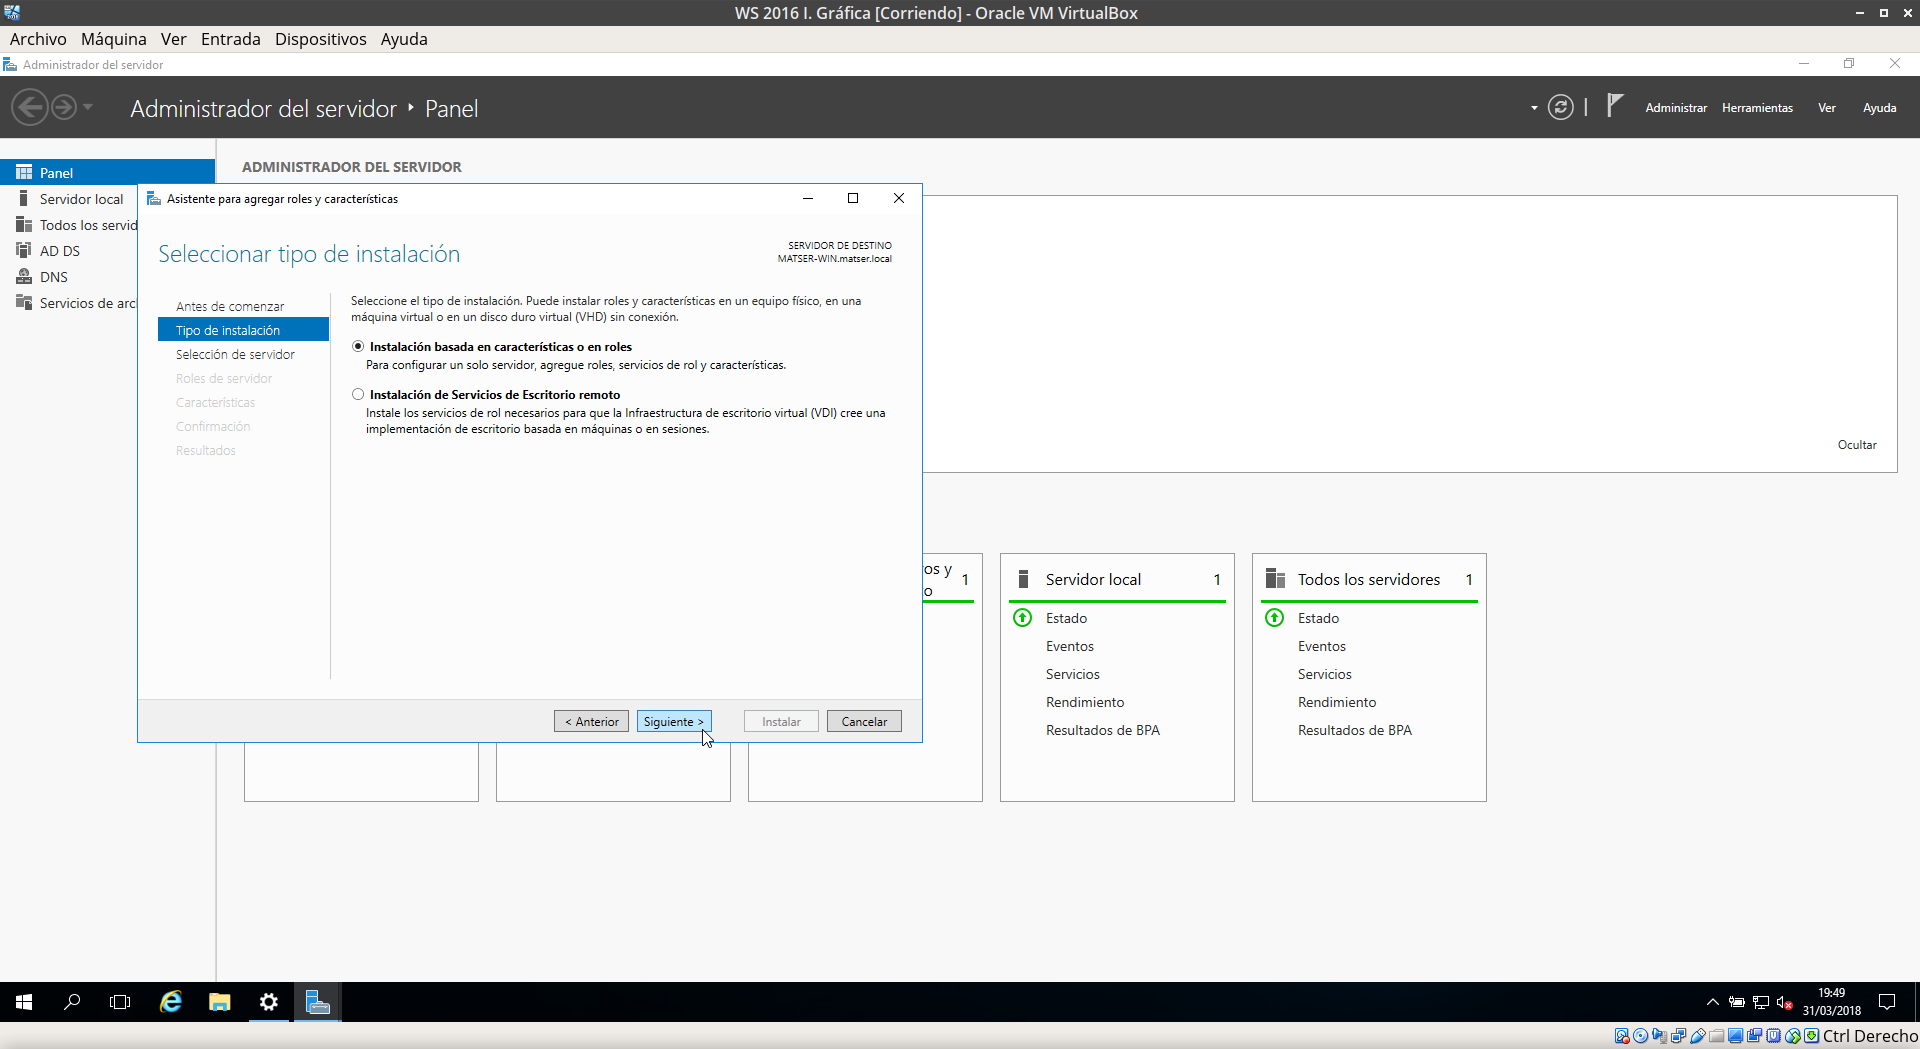 WS 2016 I. Gráfica [Corriendo] - Oracle VM VirtualBox
Archivo Máquina Ver Entrada Dispositivos Ayuda
Administrador del servidor
Administrador del servidor ‣ Panel
Administrar Herramientas Ver Ayuda
Panel
Servidor local
Todos los servid
AD DS
DNS
Servicios de arc
ADMINISTRADOR DEL SERVIDOR
Asistente para agregar roles y características
Seleccionar tipo de instalación
SERVIDOR DE DESTINO
MATSER-WIN.matser.local
Antes de comenzar
Tipo de instalación
Selección de servidor
Roles de servidor
Características
Confirmación
Resultados
Seleccione el tipo de instalación. Puede instalar roles y características en un equipo físico, en una
máquina virtual o en un disco duro virtual (VHD) sin conexión.
Instalación basada en características o en roles
Para configurar un solo servidor, agregue roles, servicios de rol y características.
Instalación de Servicios de Escritorio remoto
Instale los servicios de rol necesarios para que la Infraestructura de escritorio virtual (VDI) cree una
implementación de escritorio basada en máquinas o en sesiones.
< Anterior Siguiente > Instalar Cancelar
Ocultar
os y 1
o
Servidor local 1
Estado
Eventos
Servicios
Rendimiento
Resultados de BPA
Todos los servidores 1
Estado
Eventos
Servicios
Rendimiento
Resultados de BPA
19:49
31/03/2018
Ctrl Derecho